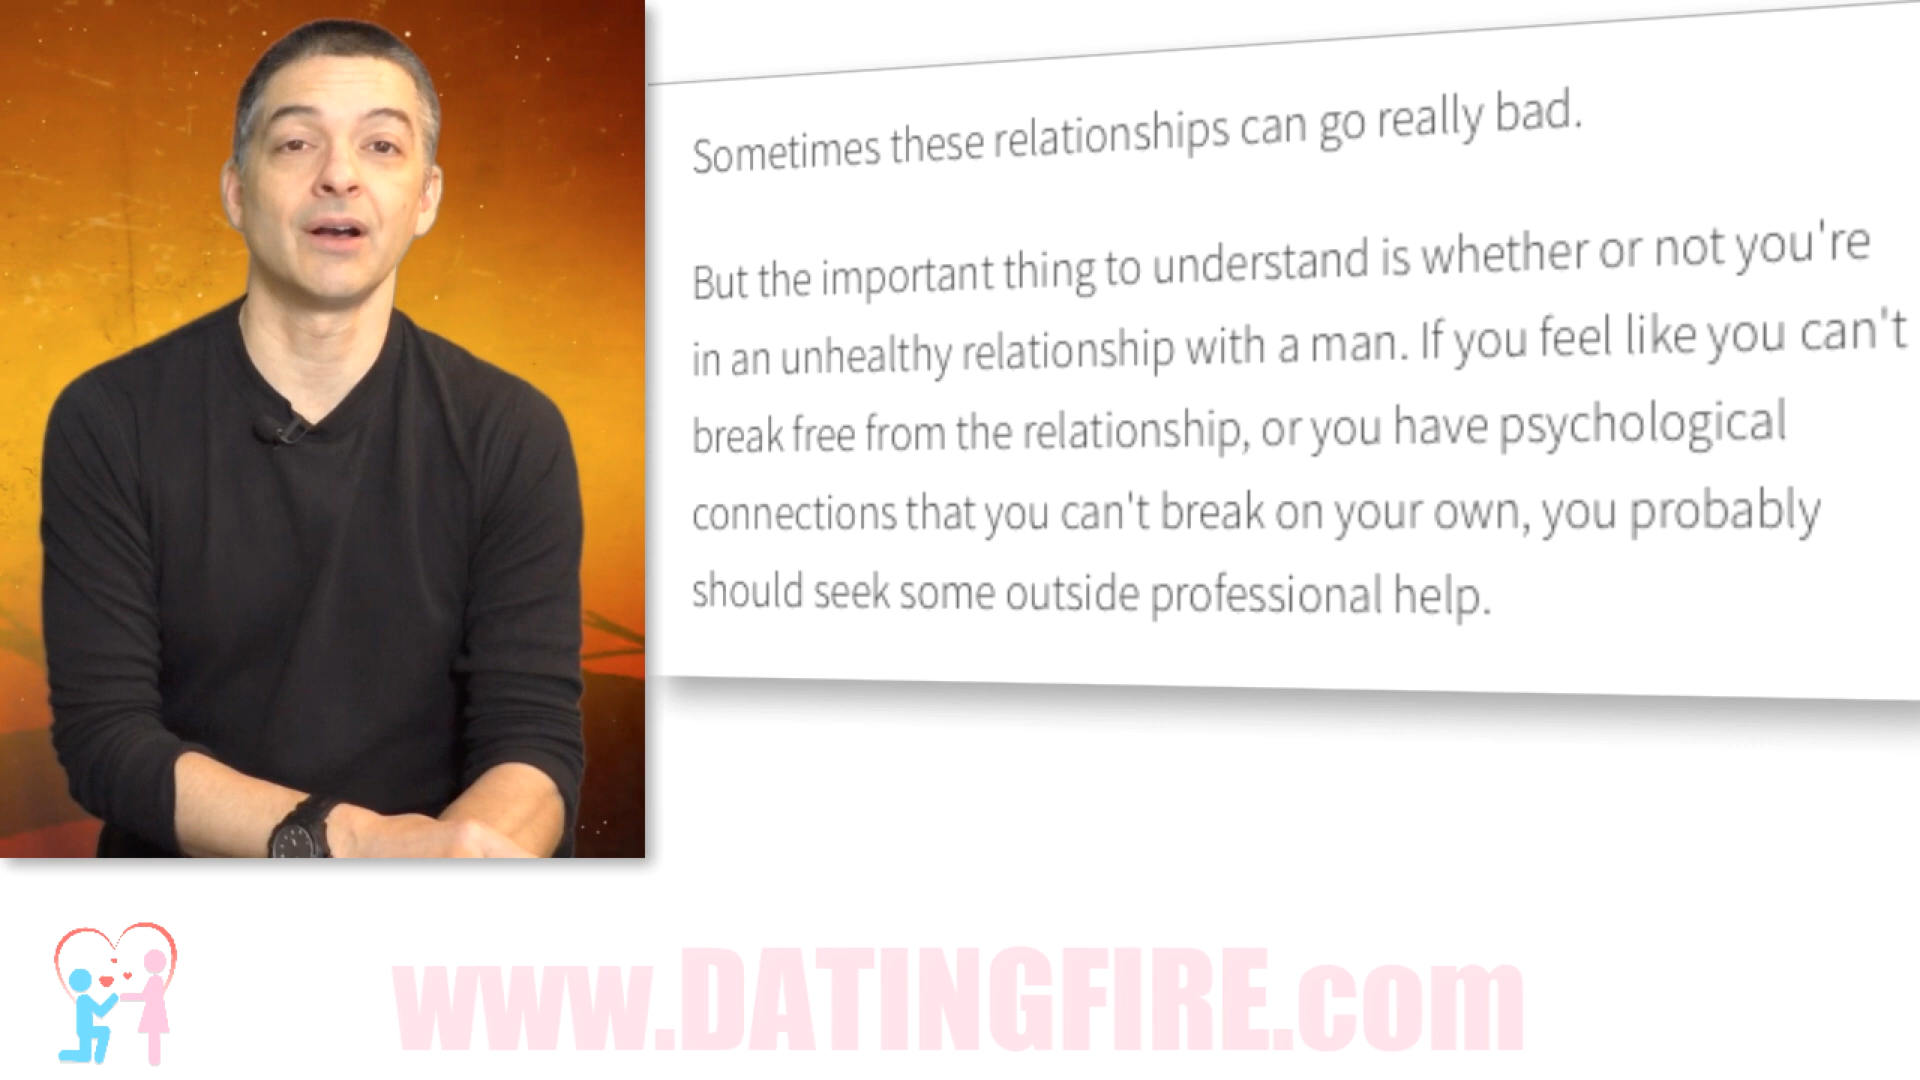 Sometimes these relationships can go really bad.
But the important thing to understand is whether or not you're
in an unhealthy relationship with a man. If you feel like you can't
break free from the relationship, or you have psychological
connections that you can't break on your own, you probably
should seek some outside professional help.
www.DATINGFIRE.com